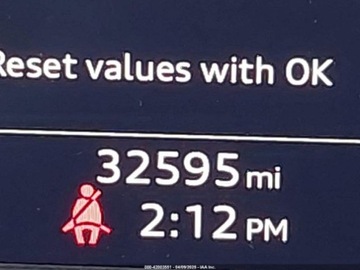 Reset values with OK
32595 mi
2:12 PM